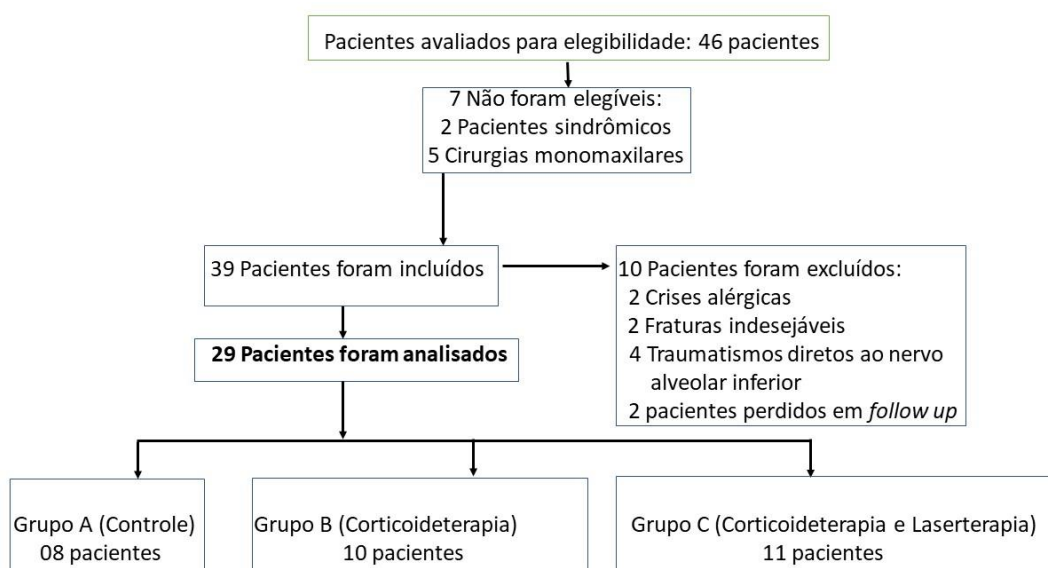 Pacientes avaliados para elegibilidade: 46 pacientes
7 Não foram elegíveis:
2 Pacientes sindrômicos
5 Cirurgias monomaxilares
39 Pacientes foram incluídos
10 Pacientes foram excluídos:
2 Crises alérgicas
2 Fraturas indesejáveis
4 Traumatismos diretos ao nervo
alveolar inferior
2 pacientes perdidos em follow up
29 Pacientes foram analisados
Grupo A (Controle)
08 pacientes
Grupo B (Corticoideterapia)
10 pacientes
Grupo C (Corticoideterapia e Laserterapia)
11 pacientes